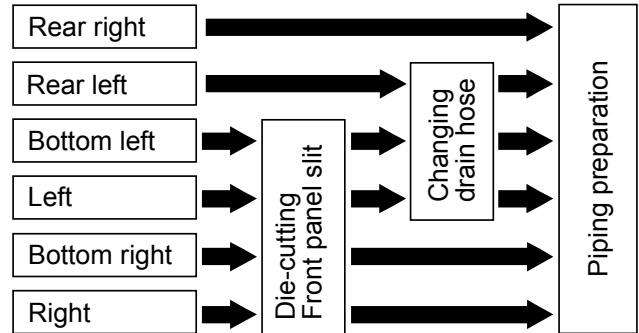 Rear right
Rear left
Bottom left
Left
Bottom right
Right
Die-cutting
Front panel slit
Changing
drain hose
Piping preparation